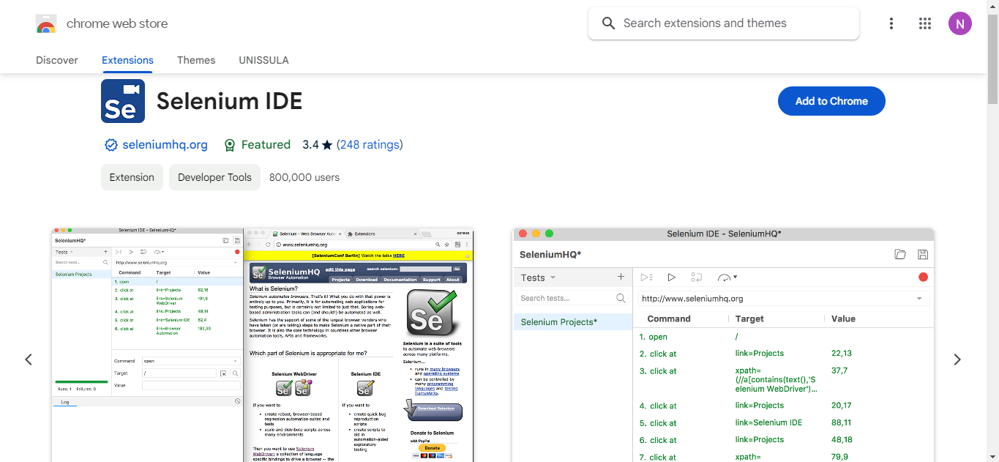 chrome web store
Search extensions and themes
N
Discover
Extensions
Themes
UNISSULA
Se
Selenium IDE
Add to Chrome
seleniumhq.org
Featured
3.4 ★ (248 ratings)
Extension
Developer Tools
800,000 users
Selenium IDE - SeleniumHQ*
SeleniumHQ*
Tests
Search tests...
http://www.seleniumhq.org
Selenium Projects
Command Target Value
1. open /
2. click at link=Projects 62,16
3. click at link=Selenium WebDriver 101,8
4. click at link=Projects 49,14
5. click at link=Selenium IDE 82,4
6. click at link=Browser Automation 182,30
Command open
Target /
Value
Runs: 1 Failures: 0
Log
Extensions
www.seleniumhq.org
[SeleniumConf Berlin] Watch the talks HERE
SeleniumHQ
Browser Automation
edit this page
search selenium:
Go
Projects Download Documentation Support About
What is Selenium?
Selenium automates browsers. That's it! What you do with that power is
entirely up to you. Primarily, it is for automating web applications for
testing purposes, but is certainly not limited to just that. Boring web-
based administration tasks can (and should!) be automated as well.
Selenium has the support of some of the largest browser vendors who
have taken (or are taking) steps to make Selenium a native part of their
browser. It is also the core technology in countless other browser
automation tools, APIs and frameworks.
Which part of Selenium is appropriate for me?
Selenium WebDriver
If you want to
create robust, browser-based
regression automation suites and
tests
scale and distribute scripts across
many environments
Then you want to use Selenium
WebDriver; a collection of language
specific bindings to drive a browser -- the
Selenium IDE
If you want to
create quick bug
reproduction
scripts
create scripts to
aid in
automation-aided
exploratory
testing
Se
Selenium is a suite of tools
to automate web browsers
across many platforms.
Selenium...
runs in many browsers
and operating systems
can be controlled by
many programming
languages and testing
frameworks.
Download Selenium
Donate to Selenium
with PayPal
Donate
Selenium IDE - SeleniumHQ*
SeleniumHQ*
Tests
Search tests...
http://www.seleniumhq.org
Selenium Projects*
Command Target Value
1. open /
2. click at link=Projects 22,13
3. click at xpath= 37,7
(//a[contains(text(),'S
elenium WebDriver')...
4. click at link=Projects 20,17
5. click at link=Selenium IDE 88,11
6. click at link=Projects 48,18
7. click at xpath= 79,9